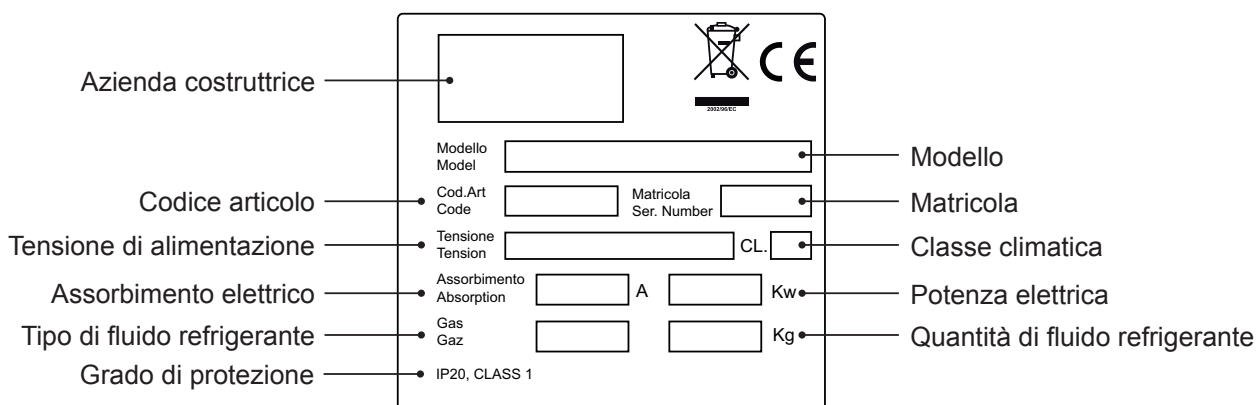 CE
2002/96/EC
Azienda costruttrice
Modello
Model
Modello
Codice articolo
Cod.Art
Code
Matricola
Ser. Number
Matricola
Tensione di alimentazione
Tensione
Tension
CL.
Classe climatica
Assorbimento elettrico
Assorbimento
Absorption
A
Kw
Potenza elettrica
Tipo di fluido refrigerante
Gas
Gaz
Kg
Quantità di fluido refrigerante
Grado di protezione
IP20, CLASS 1